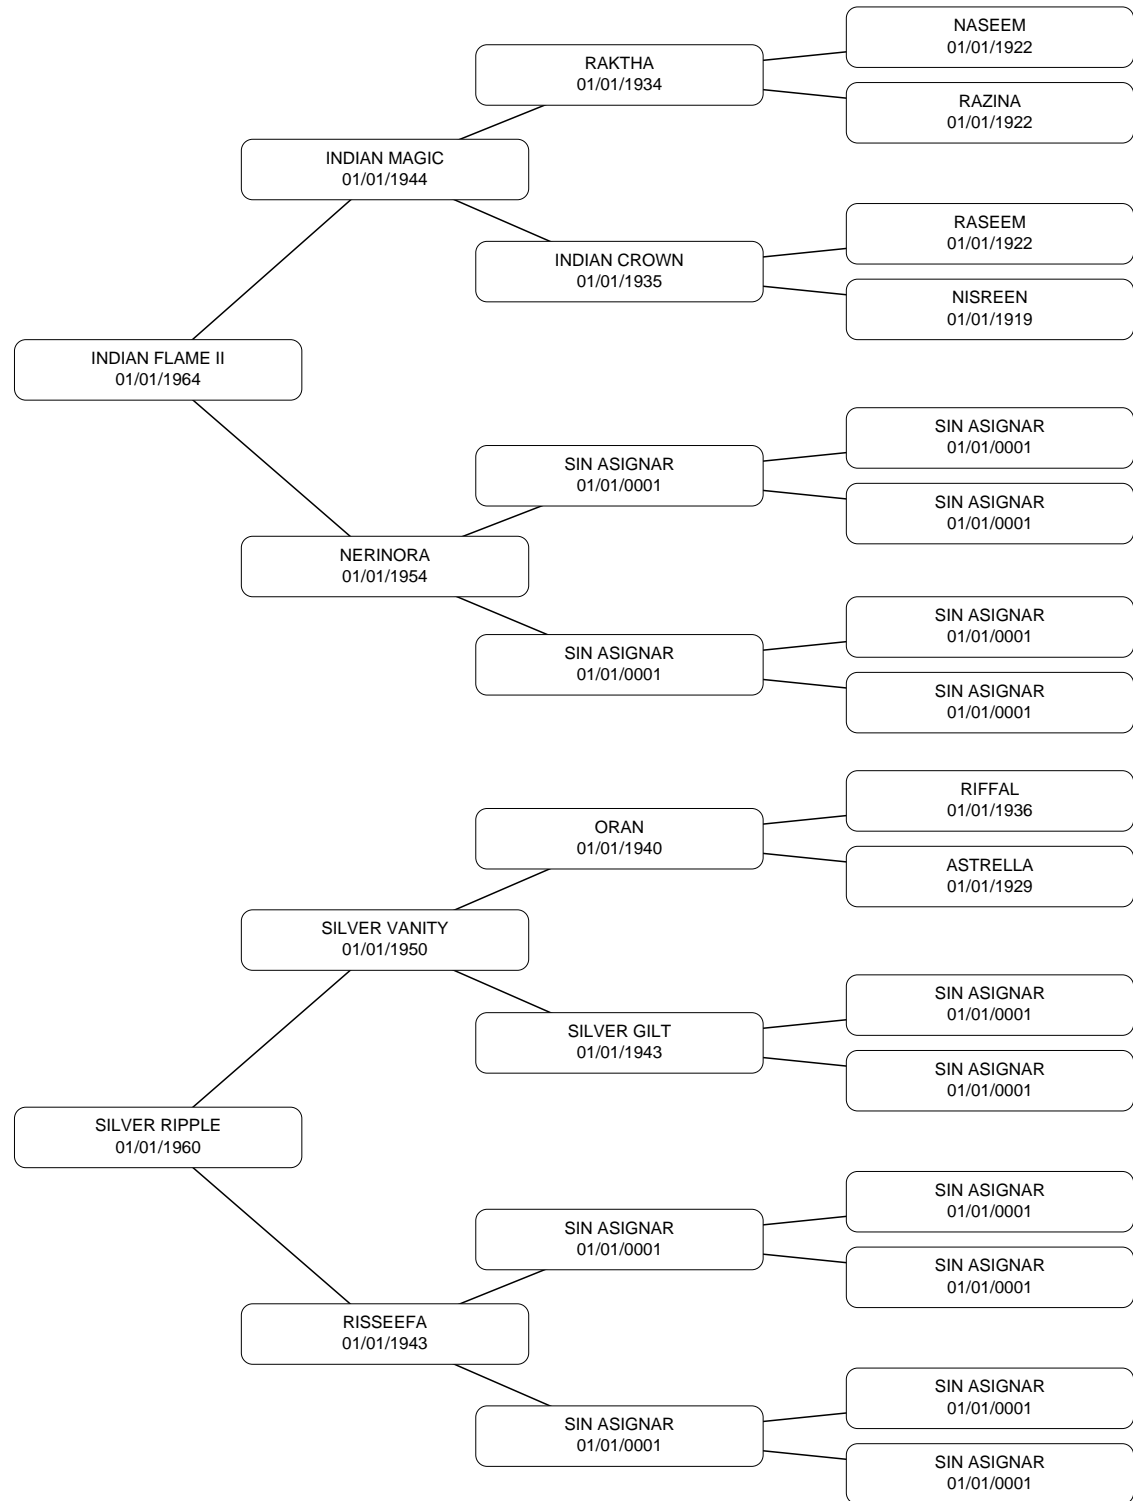 NASEEM
01/01/1922
RAKTHA
01/01/1934
RAZINA
01/01/1922
INDIAN MAGIC
01/01/1944
RASEEM
01/01/1922
INDIAN CROWN
01/01/1935
NISREEN
01/01/1919
INDIAN FLAME II
01/01/1964
SIN ASIGNAR
01/01/0001
SIN ASIGNAR
01/01/0001
SIN ASIGNAR
01/01/0001
NERINORA
01/01/1954
SIN ASIGNAR
01/01/0001
SIN ASIGNAR
01/01/0001
SIN ASIGNAR
01/01/0001
RIFFAL
01/01/1936
ORAN
01/01/1940
ASTRELLA
01/01/1929
SILVER VANITY
01/01/1950
SIN ASIGNAR
01/01/0001
SILVER GILT
01/01/1943
SIN ASIGNAR
01/01/0001
SILVER RIPPLE
01/01/1960
SIN ASIGNAR
01/01/0001
SIN ASIGNAR
01/01/0001
SIN ASIGNAR
01/01/0001
RISSEEFA
01/01/1943
SIN ASIGNAR
01/01/0001
SIN ASIGNAR
01/01/0001
SIN ASIGNAR
01/01/0001